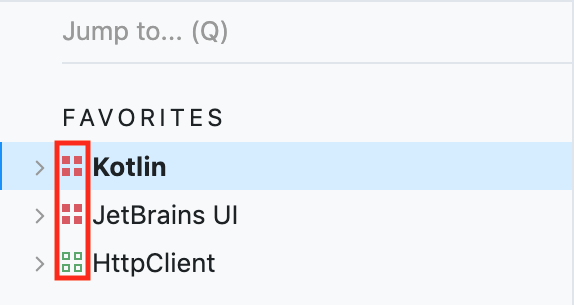 Jump to... (Q)
FAVORITES
Kotlin
JetBrains UI
HttpClient